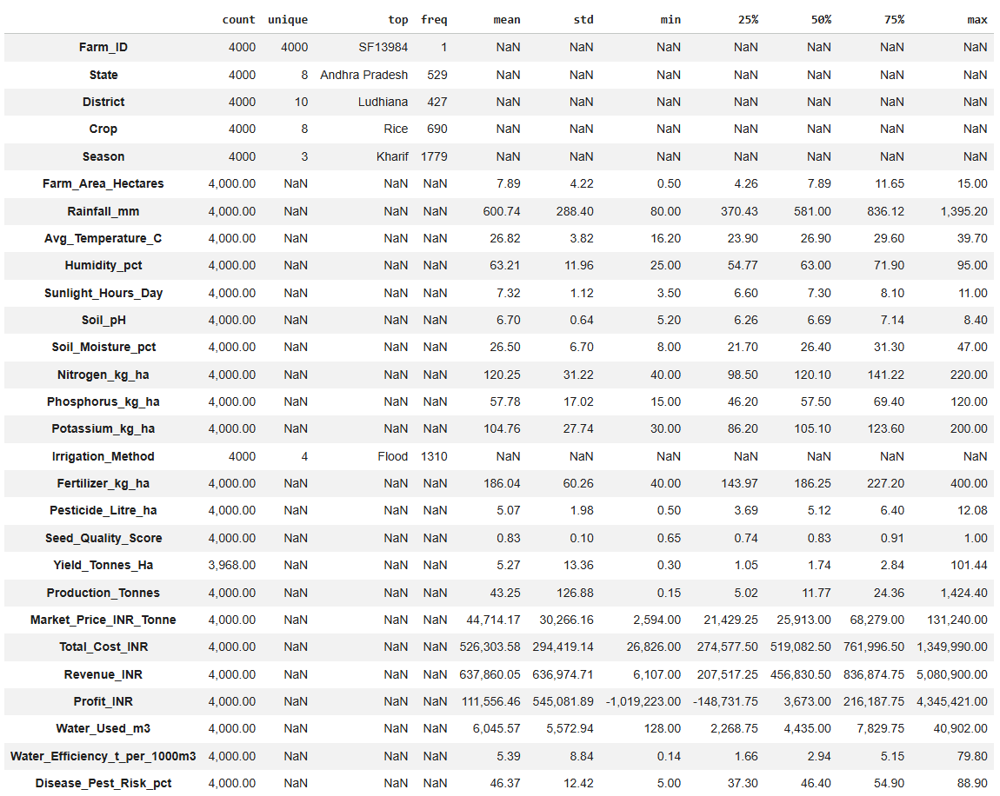 count unique top freq mean std min 25% 50% 75% max
Farm_ID 4000 4000 SF13984 1 NaN NaN NaN NaN NaN NaN NaN
State 4000 8 Andhra Pradesh 529 NaN NaN NaN NaN NaN NaN NaN
District 4000 10 Ludhiana 427 NaN NaN NaN NaN NaN NaN NaN
Crop 4000 8 Rice 690 NaN NaN NaN NaN NaN NaN NaN
Season 4000 3 Kharif 1779 NaN NaN NaN NaN NaN NaN NaN
Farm_Area_Hectares 4,000.00 NaN NaN NaN 7.89 4.22 0.50 4.26 7.89 11.65 15.00
Rainfall_mm 4,000.00 NaN NaN NaN 600.74 288.40 80.00 370.43 581.00 836.12 1,395.20
Avg_Temperature_C 4,000.00 NaN NaN NaN 26.82 3.82 16.20 23.90 26.90 29.60 39.70
Humidity_pct 4,000.00 NaN NaN NaN 63.21 11.96 25.00 54.77 63.00 71.90 95.00
Sunlight_Hours_Day 4,000.00 NaN NaN NaN 7.32 1.12 3.50 6.60 7.30 8.10 11.00
Soil_pH 4,000.00 NaN NaN NaN 6.70 0.64 5.20 6.26 6.69 7.14 8.40
Soil_Moisture_pct 4,000.00 NaN NaN NaN 26.50 6.70 8.00 21.70 26.40 31.30 47.00
Nitrogen_kg_ha 4,000.00 NaN NaN NaN 120.25 31.22 40.00 98.50 120.10 141.22 220.00
Phosphorus_kg_ha 4,000.00 NaN NaN NaN 57.78 17.02 15.00 46.20 57.50 69.40 120.00
Potassium_kg_ha 4,000.00 NaN NaN NaN 104.76 27.74 30.00 86.20 105.10 123.60 200.00
Irrigation_Method 4000 4 Flood 1310 NaN NaN NaN NaN NaN NaN NaN
Fertilizer_kg_ha 4,000.00 NaN NaN NaN 186.04 60.26 40.00 143.97 186.25 227.20 400.00
Pesticide_Litre_ha 4,000.00 NaN NaN NaN 5.07 1.98 0.50 3.69 5.12 6.40 12.08
Seed_Quality_Score 4,000.00 NaN NaN NaN 0.83 0.10 0.65 0.74 0.83 0.91 1.00
Yield_Tonnes_Ha 3,968.00 NaN NaN NaN 5.27 13.36 0.30 1.05 1.74 2.84 101.44
Production_Tonnes 4,000.00 NaN NaN NaN 43.25 126.88 0.15 5.02 11.77 24.36 1,424.40
Market_Price_INR_Tonne 4,000.00 NaN NaN NaN 44,714.17 30,266.16 2,594.00 21,429.25 25,913.00 68,279.00 131,240.00
Total_Cost_INR 4,000.00 NaN NaN NaN 526,303.58 294,419.14 26,826.00 274,577.50 519,082.50 761,996.50 1,349,990.00
Revenue_INR 4,000.00 NaN NaN NaN 637,860.05 636,974.71 6,107.00 207,517.25 456,830.50 836,874.75 5,080,900.00
Profit_INR 4,000.00 NaN NaN NaN 111,556.46 545,081.89 -1,019,223.00 -148,731.75 3,673.00 216,187.75 4,345,421.00
Water_Used_m3 4,000.00 NaN NaN NaN 6,045.57 5,572.94 128.00 2,268.75 4,435.00 7,829.75 40,902.00
Water_Efficiency_t_per_1000m3 4,000.00 NaN NaN NaN 5.39 8.84 0.14 1.66 2.94 5.15 79.80
Disease_Pest_Risk_pct 4,000.00 NaN NaN NaN 46.37 12.42 5.00 37.30 46.40 54.90 88.90